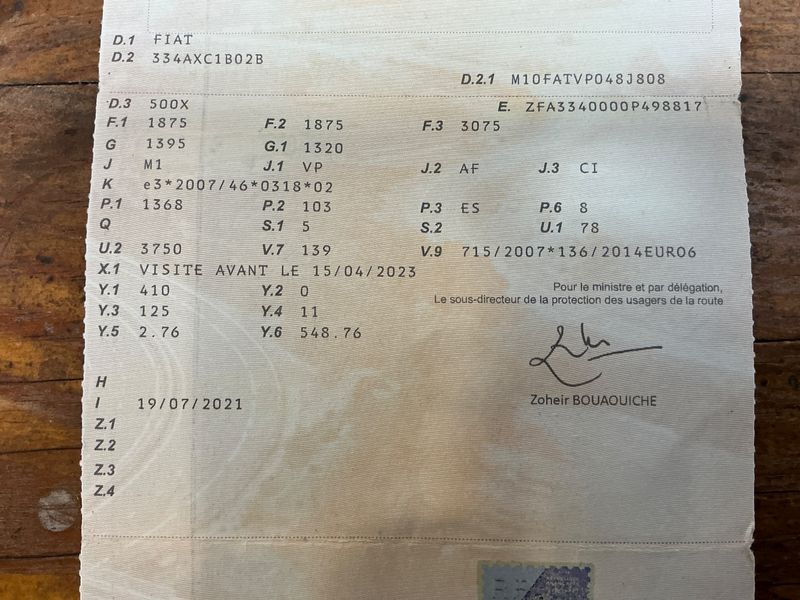 D.1 FIAT
D.2 334AXC1B02B
D.2.1 M10FATVP048J808
D.3 500X E. ZFA3340000P498817
F.1 1875 F.2 1875 F.3 3075
G 1395 G.1 1320
J M1 J.1 VP J.2 AF J.3 CI
K e3*2007/46*0318*02
P.1 1368 P.2 103 P.3 ES P.6 8
Q S.1 5 S.2 U.1 78
U.2 3750 V.7 139 V.9 715/2007*136/2014EURO6
X.1 VISITE AVANT LE 15/04/2023
Y.1 410 Y.2 0
Pour le ministre et par délégation,
Le sous-directeur de la protection des usagers de la route
Y.3 125 Y.4 11
Y.5 2.76 Y.6 548.76
Zoheir BOUAOUICHE
H
I 19/07/2021
Z.1
Z.2
Z.3
Z.4